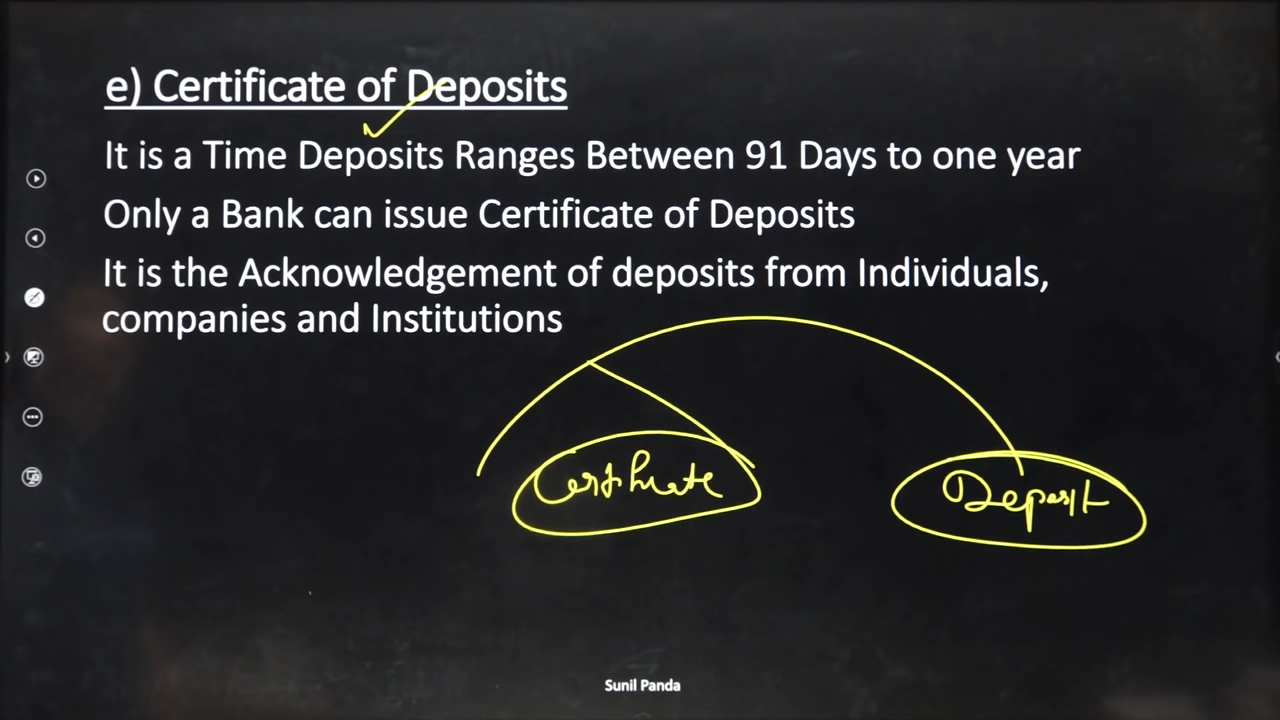 e) Certificate of Deposits
It is a Time Deposits Ranges Between 91 Days to one year
Only a Bank can issue Certificate of Deposits
It is the Acknowledgement of deposits from Individuals,
companies and Institutions
Certificate Deposit
Sunil Panda